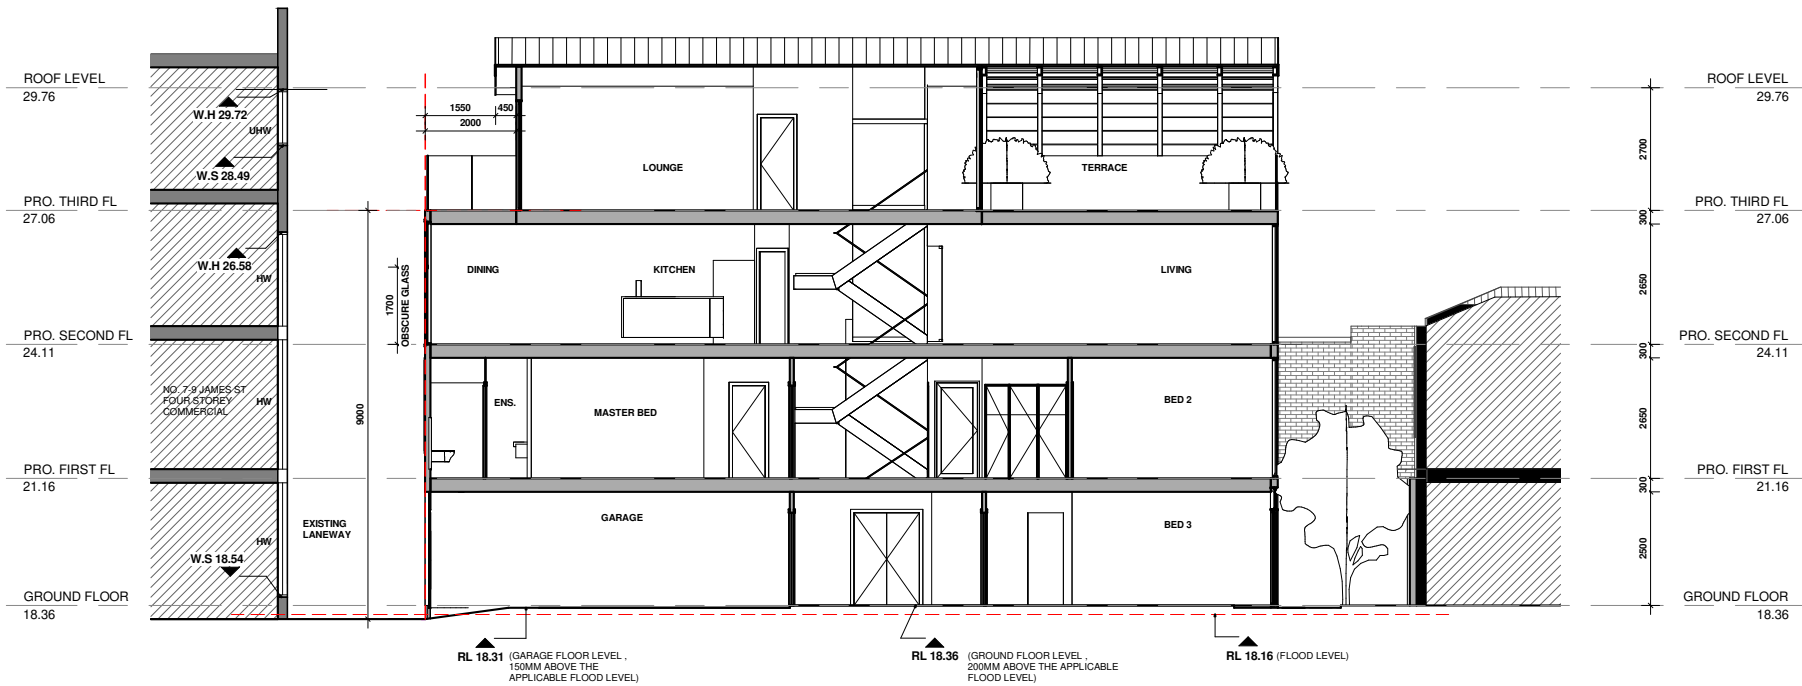 ROOF LEVEL
29.76
W.H 29.72
UHW
W.S 28.49
PRO. THIRD FL
27.06
W.H 26.58
HW
PRO. SECOND FL
24.11
NO. 7-9 JAMES ST
FOUR STOREY
COMMERCIAL
HW
PRO. FIRST FL
21.16
HW
W.S 18.54
GROUND FLOOR
18.36
EXISTING
LANEWAY
9000
1550
450
2000
1700
OBSCURE GLASS
LOUNGE
TERRACE
DINING
KITCHEN
LIVING
ENS.
MASTER BED
BED 2
GARAGE
BED 3
RL 18.31 (GARAGE FLOOR LEVEL ,
150MM ABOVE THE
APPLICABLE FLOOD LEVEL)
RL 18.36 (GROUND FLOOR LEVEL ,
200MM ABOVE THE APPLICABLE
FLOOD LEVEL)
RL 18.16 (FLOOD LEVEL)
2700
300
2650
300
2650
300
2500
ROOF LEVEL
29.76
PRO. THIRD FL
27.06
PRO. SECOND FL
24.11
PRO. FIRST FL
21.16
GROUND FLOOR
18.36